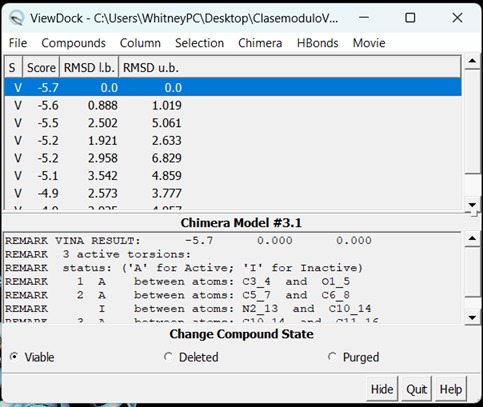 ViewDock - C:\Users\WhitneyPC\Desktop\ClasemoduloV...
File Compounds Column Selection Chimera HBonds Movie
S Score RMSD l.b. RMSD u.b.
V -5.7 0.0 0.0
V -5.6 0.888 1.019
V -5.5 2.502 5.061
V -5.2 1.921 2.633
V -5.2 2.958 6.829
V -5.1 3.542 4.859
V -4.9 2.573 3.777
Chimera Model #3.1
REMARK VINA RESULT: -5.7 0.000 0.000
REMARK 3 active torsions:
REMARK status: ('A' for Active; 'I' for Inactive)
REMARK 1 A between atoms: C3_4 and O1_5
REMARK 2 A between atoms: C5_7 and C6_8
REMARK I between atoms: N2_13 and C10_14
REMARK 3 A between atoms: C10_14 and C11_16
Change Compound State
Viable Deleted Purged
Hide Quit Help